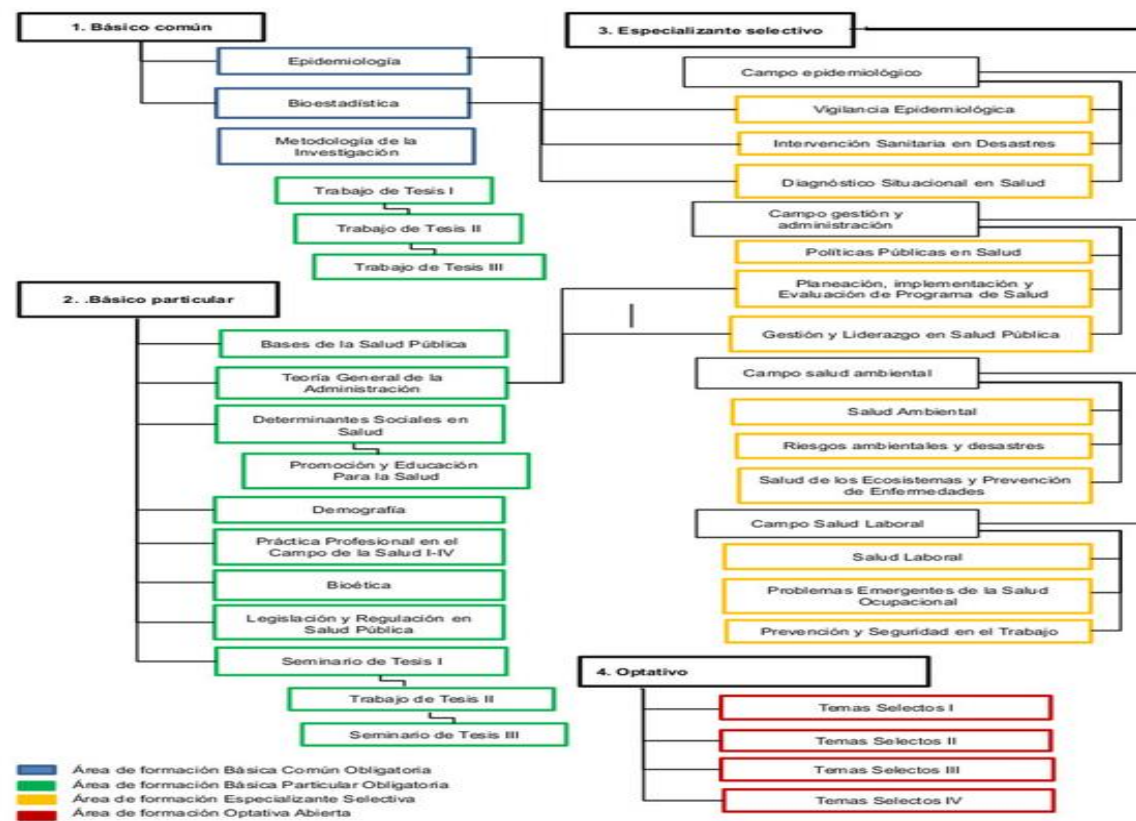 1. Básico común
Epidemiología
Bioestadística
Metodología de la
Investigación
Trabajo de Tesis I
Trabajo de Tesis II
Trabajo de Tesis III
2. .Básico particular
Bases de la Salud Pública
Teoría General de la
Administración
Determinantes Sociales en
Salud
Promoción y Educación
Para la Salud
Demografía
Práctica Profesional en el
Campo de la Salud I-IV
Bioética
Legislación y Regulación en
Salud Pública
Seminario de Tesis I
Trabajo de Tesis II
Seminario de Tesis III
Área de formación Básica Común Obligatoria
Área de formación Básica Particular Obligatoria
Área de formación Especializante Selectiva
Área de formación Optativa Abierta
3. Especializante selectivo
Campo epidemiológico
Vigilancia Epidemiológica
Intervención Sanitaria en Desastres
Diagnóstico Situacional en Salud
Campo gestión y
administración
Políticas Públicas en Salud
Planeación, implementación y
Evaluación de Programa de Salud
Gestión y Liderazgo en Salud Pública
Campo salud ambiental
Salud Ambiental
Riesgos ambientales y desastres
Salud de los Ecosistemas y Prevención
de Enfermedades
Campo Salud Laboral
Salud Laboral
Problemas Emergentes de la Salud
Ocupacional
Prevención y Seguridad en el Trabajo
4. Optativo
Temas Selectos I
Temas Selectos II
Temas Selectos III
Temas Selectos IV